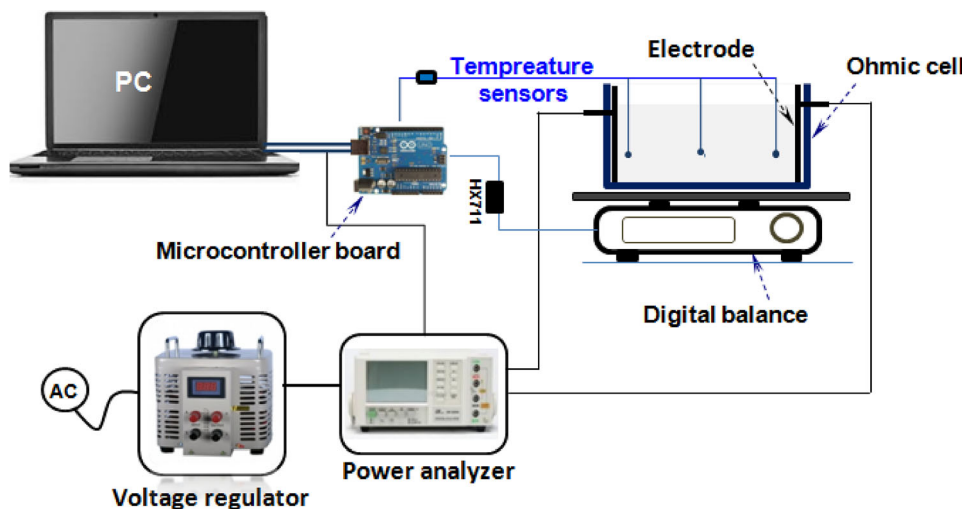 PC
Tempreature
sensors
Electrode
Ohmic cell
HX711
Microcontroller board
Digital balance
AC
Voltage regulator
Power analyzer